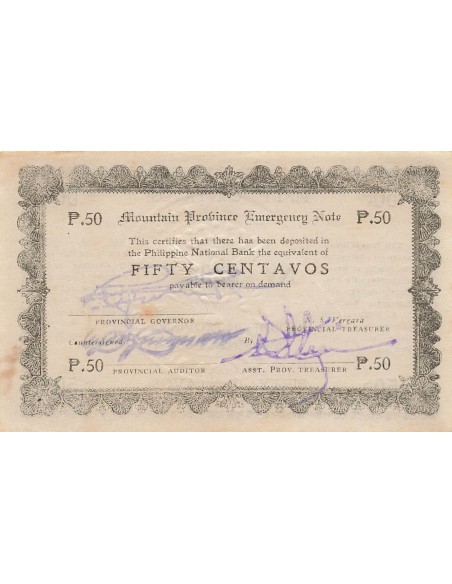 ₱.50 Mountain Province Emergency Note ₱.50
This certifies that there has been deposited in
the Philippine National Bank the equivalent of
FIFTY CENTAVOS
payable to bearer on demand
Vergara
PROVINCIAL GOVERNOR PROVINCIAL TREASURER
Countersigned By
₱.50 PROVINCIAL AUDITOR ASST. PROV. TREASURER ₱.50